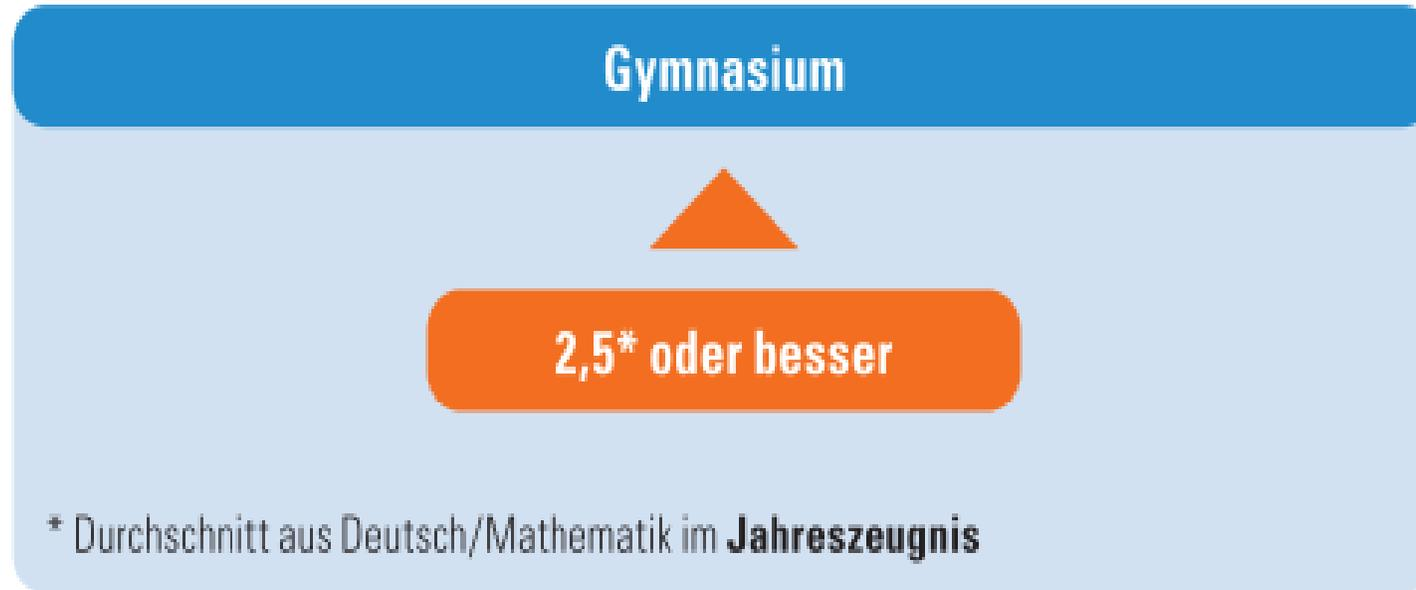 Gymnasium
2,5* oder besser
* Durchschnitt aus Deutsch/Mathematik im Jahreszeugnis